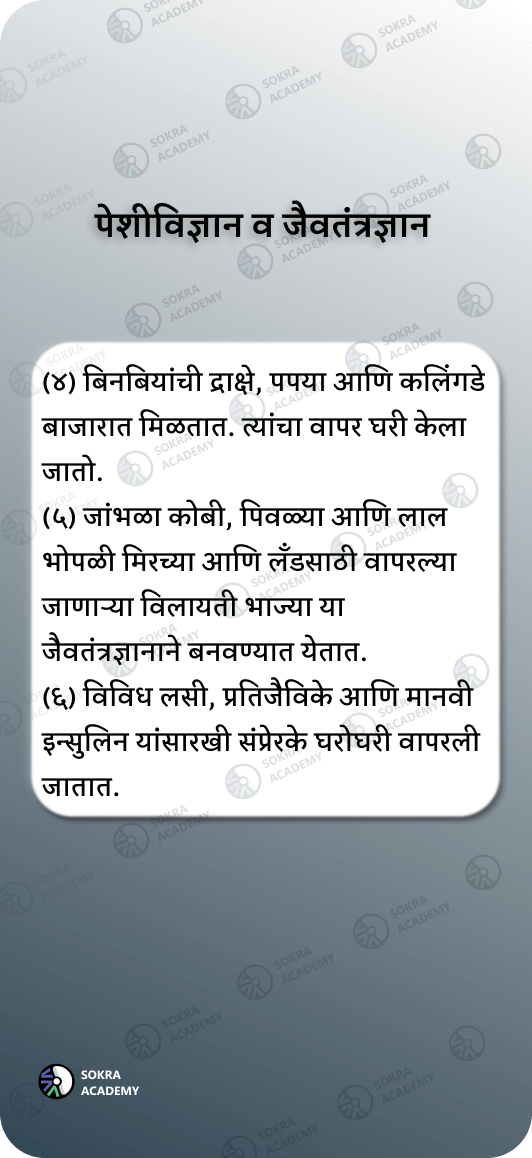 पेशीविज्ञान व जैवतंत्रज्ञान
(४) बिनबियांची द्राक्षे, पपया आणि कलिंगडे
बाजारात मिळतात. त्यांचा वापर घरी केला
जातो.
(५) जांभळा कोबी, पिवळ्या आणि लाल
भोपळी मिरच्या आणि लँडसाठी वापरल्या
जाणाऱ्या विलायती भाज्या या
जैवतंत्रज्ञानाने बनवण्यात येतात.
(६) विविध लसी, प्रतिजैविके आणि मानवी
इन्सुलिन यांसारखी संप्रेरके घरोघरी वापरली
जातात.
SOKRA
ACADEMY